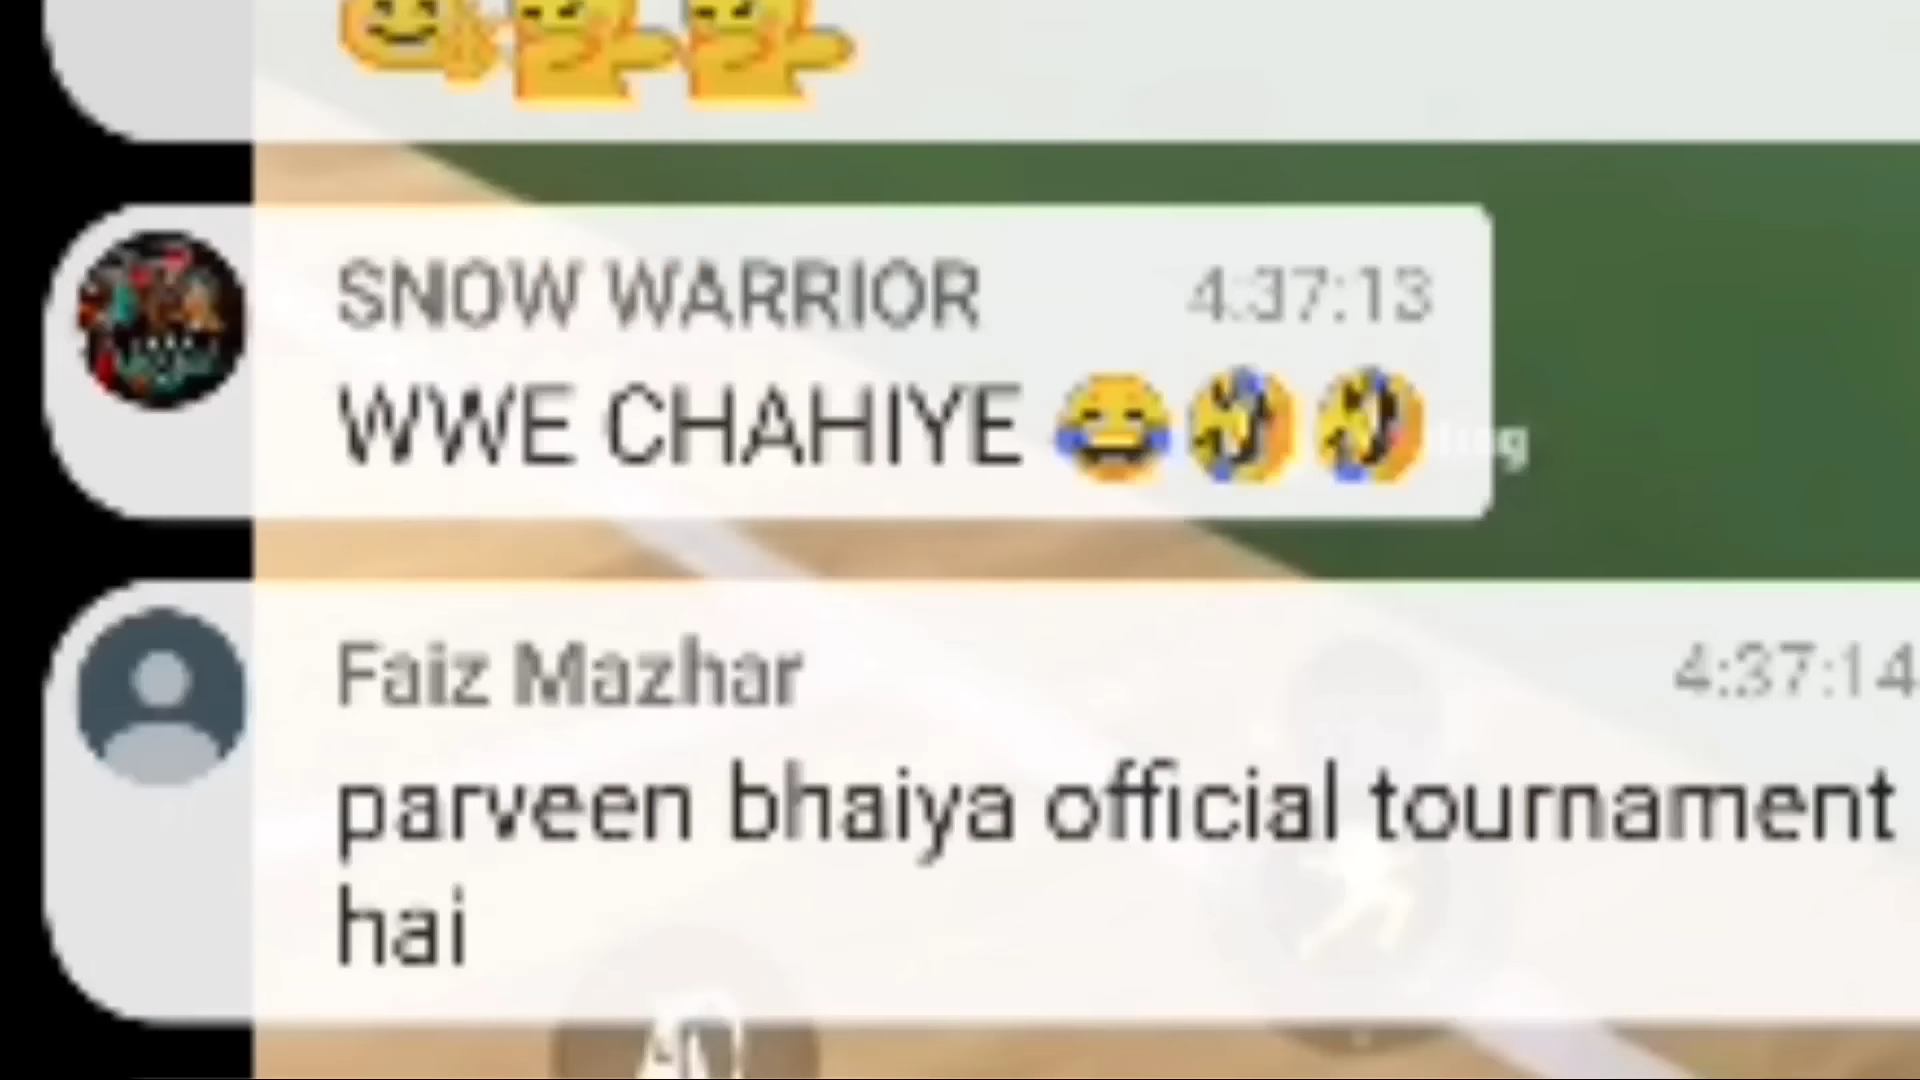 SNOW WARRIOR 4:37:13
WWE CHAHIYE 😂🤣🤣
Faiz Mazhar 4:37:14
parveen bhaiya official tournament
hai